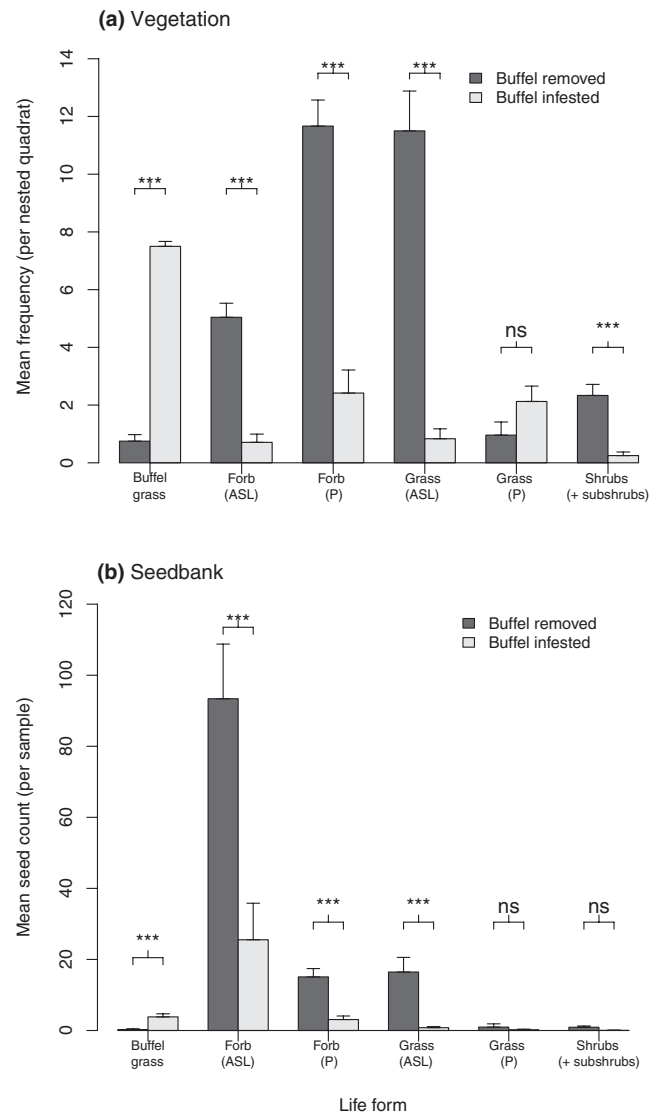 (a) Vegetation
Mean frequency (per nested quadrat)
14
12
10
8
6
4
2
0
Buffel removed
Buffel infested
***
***
***
***
ns
***
Buffel grass
Forb (ASL)
Forb (P)
Grass (ASL)
Grass (P)
Shrubs (+ subshrubs)
(b) Seedbank
Mean seed count (per sample)
120
100
80
60
40
20
0
Buffel removed
Buffel infested
***
***
***
***
ns
ns
Buffel grass
Forb (ASL)
Forb (P)
Grass (ASL)
Grass (P)
Shrubs (+ subshrubs)
Life form